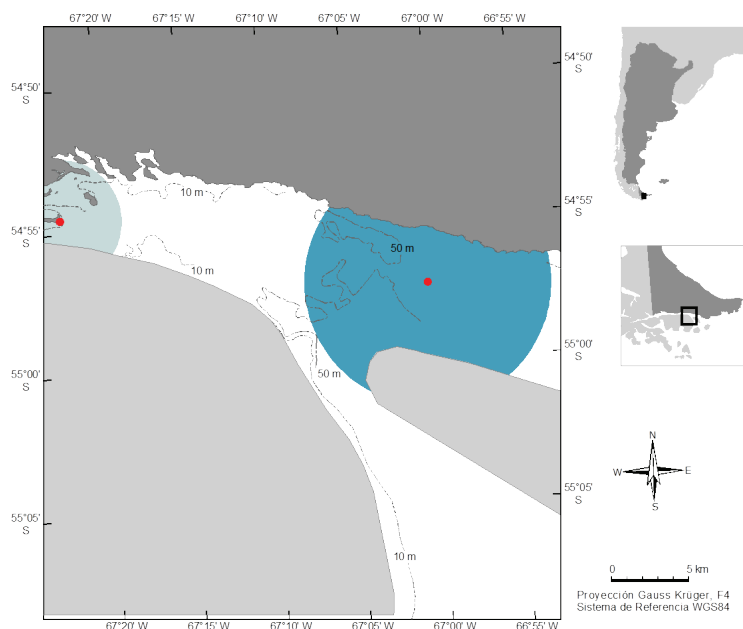 67°20' W 67°15' W 67°10' W 67°05' W 67°00' W 66°55' W
54°50'
S
54°50'
S
10 m
54°55'
S
54°55'
S
50 m
10 m
55°00'
S
50 m
55°00'
S
N
W E
S
55°05'
S
55°05'
S
10 m
0 5 km
Proyección Gauss Krüger, F4
Sistema de Referencia WGS84
67°20' W 67°15' W 67°10' W 67°05' W 67°00' W 66°55' W